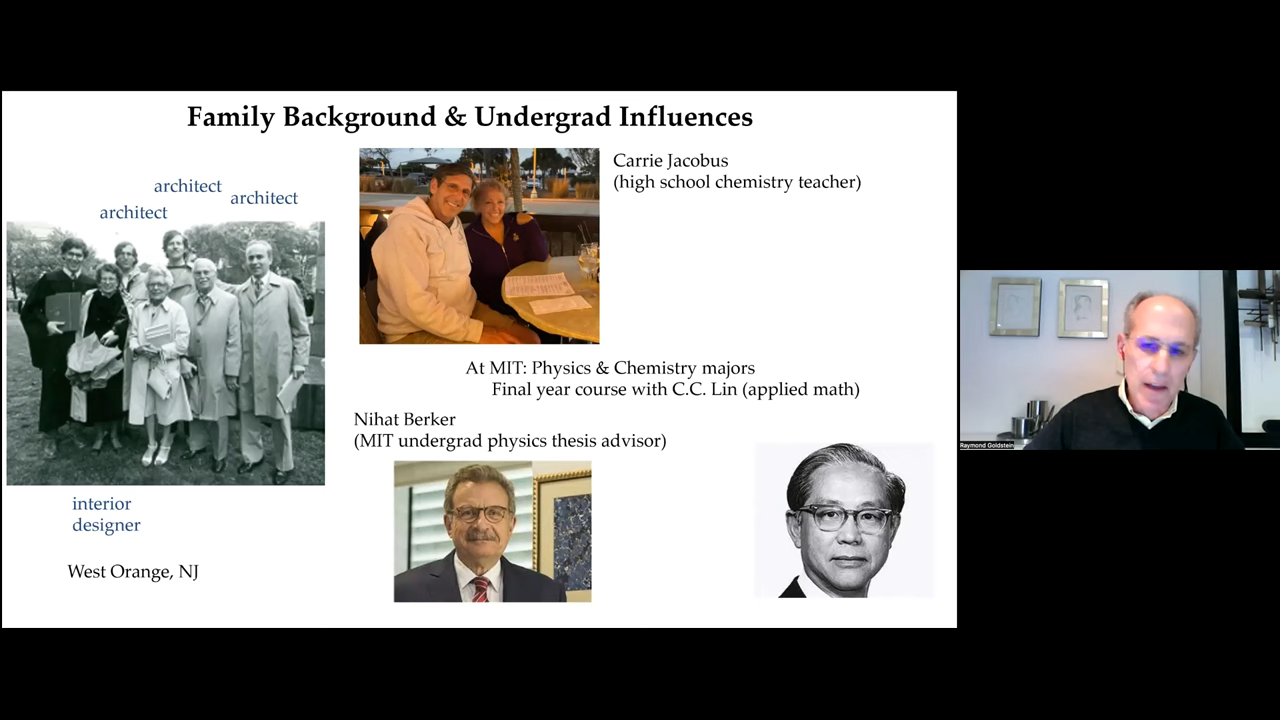 Family Background & Undergrad Influences
architect
architect
architect
Carrie Jacobus
(high school chemistry teacher)
At MIT: Physics & Chemistry majors
Final year course with C.C. Lin (applied math)
Nihat Berker
(MIT undergrad physics thesis advisor)
interior
designer
West Orange, NJ
Raymond Goldstein